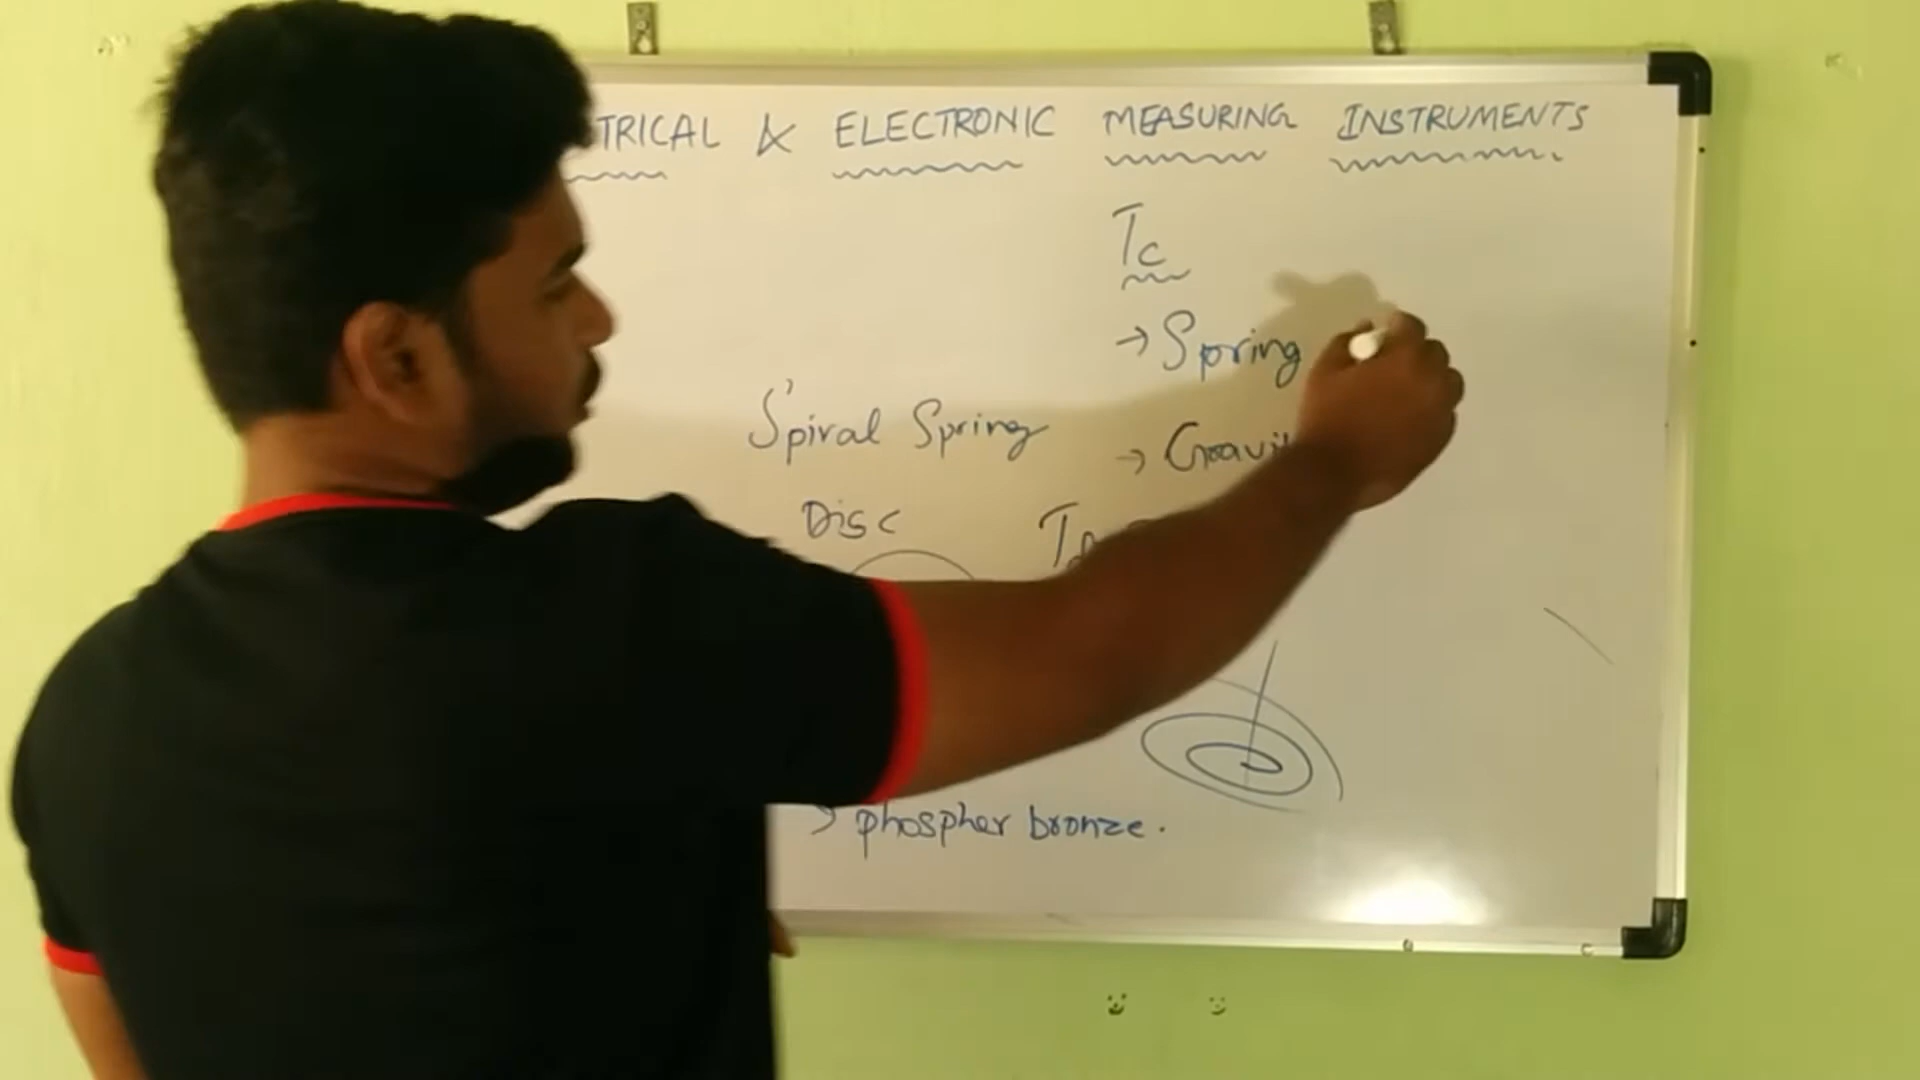 TRICAL & ELECTRONIC MEASURING INSTRUMENTS
Tc
→ Spring
Spiral Spring
→ Gravi
Disc
→ phospher bronze.